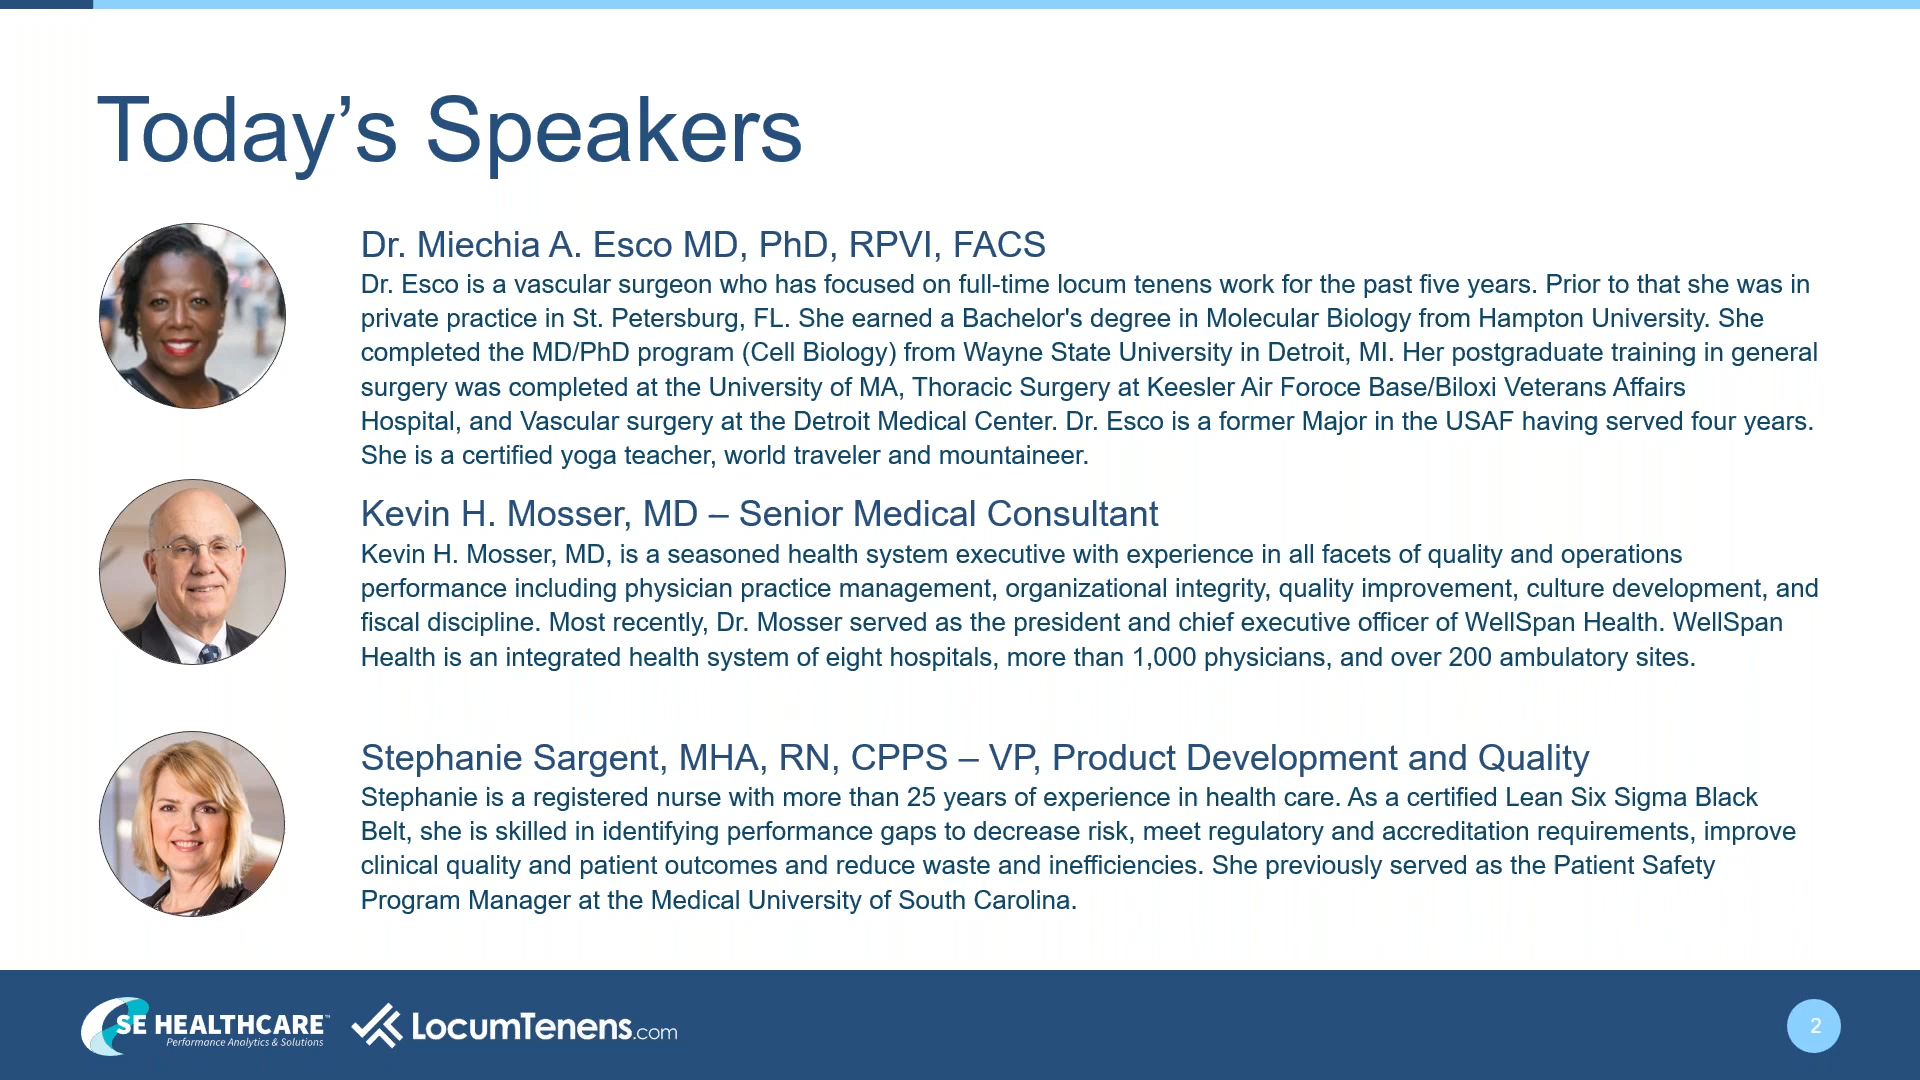 Today’s Speakers
Dr. Miechia A. Esco MD, PhD, RPVI, FACS
Dr. Esco is a vascular surgeon who has focused on full-time locum tenens work for the past five years. Prior to that she was in
private practice in St. Petersburg, FL. She earned a Bachelor's degree in Molecular Biology from Hampton University. She
completed the MD/PhD program (Cell Biology) from Wayne State University in Detroit, MI. Her postgraduate training in general
surgery was completed at the University of MA, Thoracic Surgery at Keesler Air Foroce Base/Biloxi Veterans Affairs
Hospital, and Vascular surgery at the Detroit Medical Center. Dr. Esco is a former Major in the USAF having served four years.
She is a certified yoga teacher, world traveler and mountaineer.
Kevin H. Mosser, MD – Senior Medical Consultant
Kevin H. Mosser, MD, is a seasoned health system executive with experience in all facets of quality and operations
performance including physician practice management, organizational integrity, quality improvement, culture development, and
fiscal discipline. Most recently, Dr. Mosser served as the president and chief executive officer of WellSpan Health. WellSpan
Health is an integrated health system of eight hospitals, more than 1,000 physicians, and over 200 ambulatory sites.
Stephanie Sargent, MHA, RN, CPPS – VP, Product Development and Quality
Stephanie is a registered nurse with more than 25 years of experience in health care. As a certified Lean Six Sigma Black
Belt, she is skilled in identifying performance gaps to decrease risk, meet regulatory and accreditation requirements, improve
clinical quality and patient outcomes and reduce waste and inefficiencies. She previously served as the Patient Safety
Program Manager at the Medical University of South Carolina.
SE HEALTHCARE™
Performance Analytics & Solutions
LocumTenens.com
2